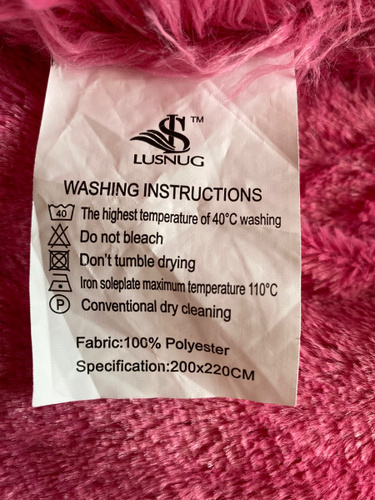 TM
LUSNUG
WASHING INSTRUCTIONS
40 The highest temperature of 40°C washing
Do not bleach
Don't tumble drying
Iron soleplate maximum temperature 110°C
P Conventional dry cleaning
Fabric:100% Polyester
Specification:200x220CM